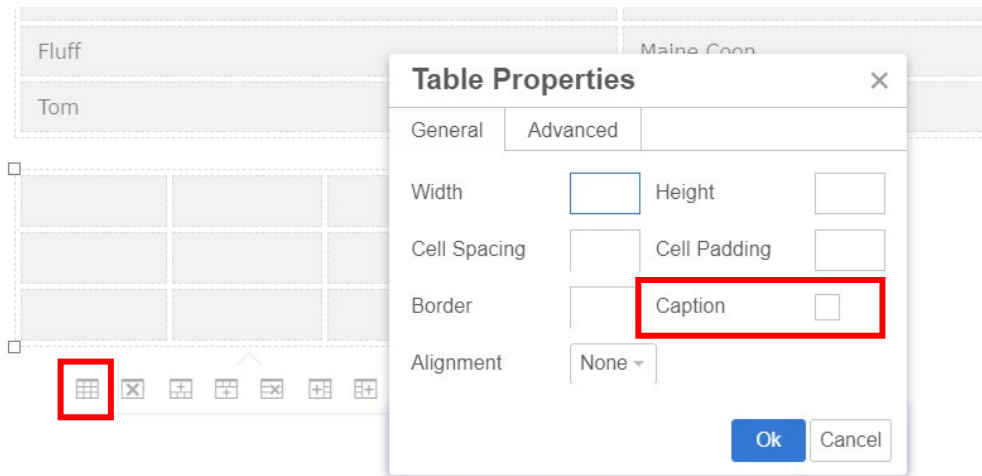 Fluff
Maine Coon
Tom
Table Properties
General Advanced
Width Height
Cell Spacing Cell Padding
Border Caption
Alignment None
Ok Cancel